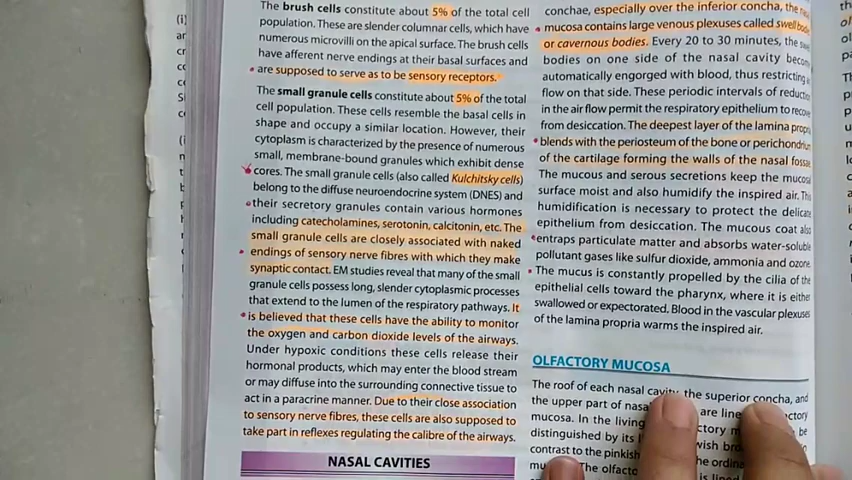 The brush cells constitute about 5% of the total cell
population. These are slender columnar cells, which have
numerous microvilli on the apical surface. The brush cells
have afferent nerve endings at their basal surfaces and
are supposed to serve as to be sensory receptors.
The small granule cells constitute about 5% of the total
cell population. These cells resemble the basal cells in
shape and occupy a similar location. However, their
cytoplasm is characterized by the presence of numerous
small, membrane-bound granules which exhibit dense
cores. The small granule cells (also called Kulchitsky cells)
belong to the diffuse neuroendocrine system (DNES) and
their secretory granules contain various hormones
including catecholamines, serotonin, calcitonin, etc. The
small granule cells are closely associated with naked
endings of sensory nerve fibres with which they make
synaptic contact. EM studies reveal that many of the small
granule cells possess long, slender cytoplasmic processes
that extend to the lumen of the respiratory pathways. It
is believed that these cells have the ability to monitor
the oxygen and carbon dioxide levels of the airways.
Under hypoxic conditions these cells release their
hormonal products, which may enter the blood stream
or may diffuse into the surrounding connective tissue to
act in a paracrine manner. Due to their close association
to sensory nerve fibres, these cells are also supposed to
take part in reflexes regulating the calibre of the airways.
NASAL CAVITIES
conchae, especially over the inferior concha, the
mucosa contains large venous plexuses called swell
or cavernous bodies. Every 20 to 30 minutes, the
bodies on one side of the nasal cavity
automatically engorged with blood, thus restricting
flow on that side. These periodic intervals of
in the air flow permit the respiratory epithelium to
from desiccation. The deepest layer of the lamina
blends with the periosteum of the bone or
of the cartilage forming the walls of the nasal
The mucous and serous secretions keep the
surface moist and also humidify the inspired air.
humidification is necessary to protect the delicate
epithelium from desiccation. The mucous coat also
entraps particulate matter and absorbs water-soluble
pollutant gases like sulfur dioxide, ammonia and ozone.
The mucus is constantly propelled by the cilia of the
epithelial cells toward the pharynx, where it is either
swallowed or expectorated. Blood in the vascular plexuses
of the lamina propria warms the inspired air.
OLFACTORY MUCOSA
The roof of each nasal cavity, the superior concha, and
the upper part of are
mucosa. In the living be
distinguished by its
contrast to the pinkish
The